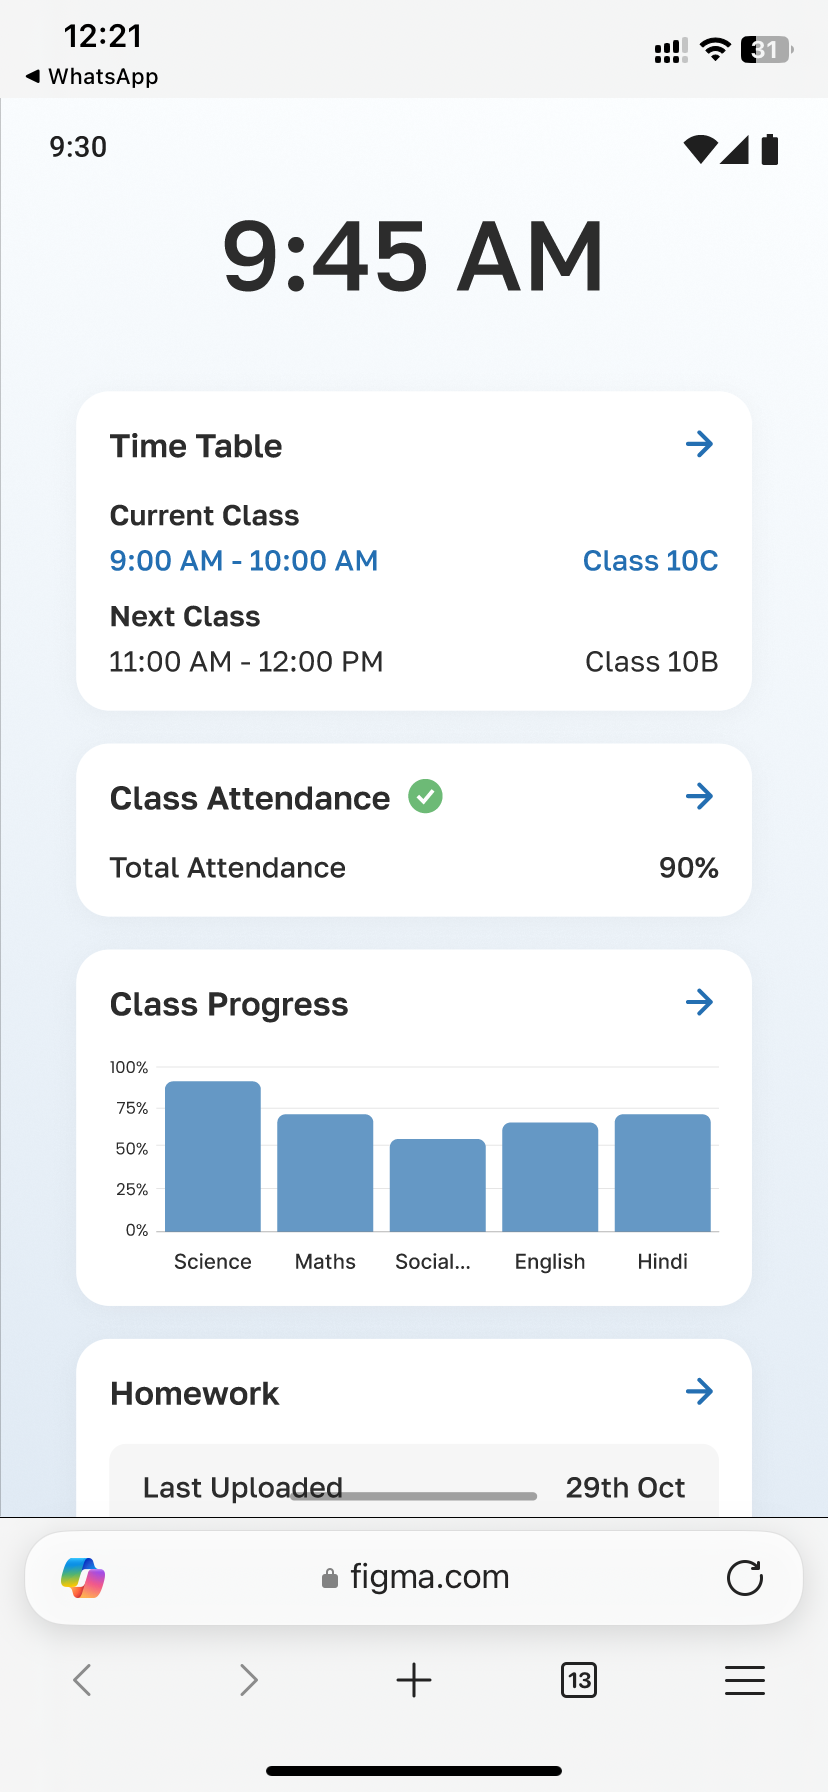 12:21
31
◀ WhatsApp
9:30
9:45 AM
Time Table
Current Class
9:00 AM - 10:00 AM Class 10C
Next Class
11:00 AM - 12:00 PM Class 10B
Class Attendance
Total Attendance 90%
Class Progress
100%
75%
50%
25%
0%
Science Maths Social... English Hindi
Homework
Last Uploaded 29th Oct
figma.com
13